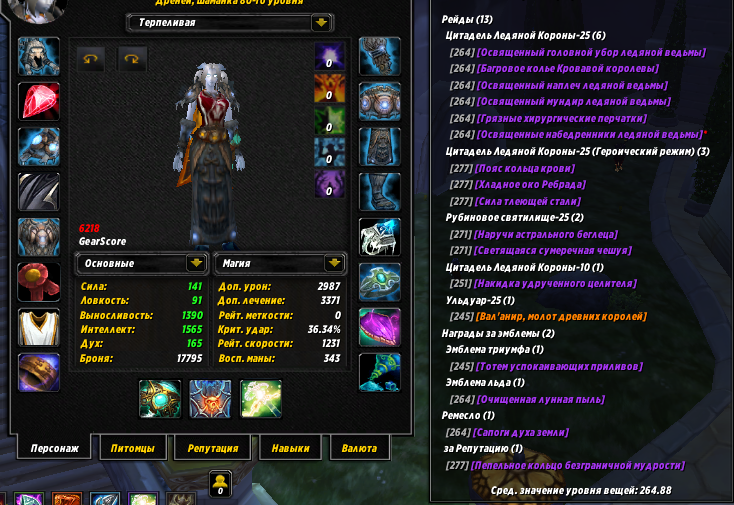 Дреней, шаманка 80-го уровня
Терпеливая
0
0
0
0
0
6218
GearScore
Основные
Магия
Сила: 141
Ловкость: 91
Выносливость: 1390
Интеллект: 1565
Дух: 165
Броня: 17795
Доп. урон: 2987
Доп. лечение: 3371
Рейт. меткости: 0
Крит. удар: 36.34%
Рейт. скорости: 1231
Восп. маны: 343
Персонаж
Питомцы
Репутация
Навыки
Валюта
0
Рейды (13)
Цитадель Ледяной Короны-25 (6)
[264] [Освященный головной убор ледяной ведьмы]
[264] [Багровое колье Кровавой королевы]
[264] [Освященный наплеч ледяной ведьмы]
[264] [Освященный мундир ледяной ведьмы]
[264] [Грязные хирургические перчатки]
[264] [Освященные набедренники ледяной ведьмы]*
Цитадель Ледяной Короны-25 (Героический режим) (3)
[277] [Пояс кольца крови]
[277] [Хладное око Ребрада]
[277] [Сила тлеющей стали]
Рубиновое святилище-25 (2)
[271] [Наручи астрального беглеца]
[271] [Светящаяся сумеречная чешуя]
Цитадель Ледяной Короны-10 (1)
[251] [Накидка удрученного целителя]
Ульдуар-25 (1)
[245] [Вал'анир, молот древних королей]
Награды за эмблемы (2)
Эмблема триумфа (1)
[245] [Тотем успокаивающих приливов]
Эмблема льда (1)
[264] [Очищенная лунная пыль]
Ремесло (1)
[264] [Сапоги духа земли]
за Репутацию (1)
[277] [Пепельное кольцо безграничной мудрости]
Сред. значение уровня вещей: 264.88